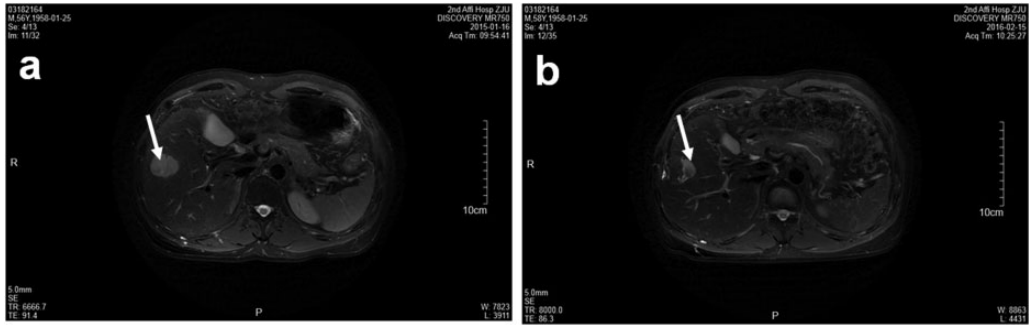 03182164
M,56Y,1958-01-25
Se: 4/13
Im: 11/32
2nd Affi Hosp ZJU
DISCOVERY MR750
2015-01-16
Acq Tm: 09:54:41
a
R
10cm
5.0mm
SE
TR: 6666.7
TE: 91.4
P
W: 7823
L: 3911
03182164
M,58Y,1958-01-25
Se: 4/13
Im: 12/35
2nd Affi Hosp ZJU
DISCOVERY MR750
2016-02-15
Acq Tm: 10:25:27
b
R
10cm
5.0mm
SE
TR: 8000.0
TE: 86.3
P
W: 8863
L: 4431